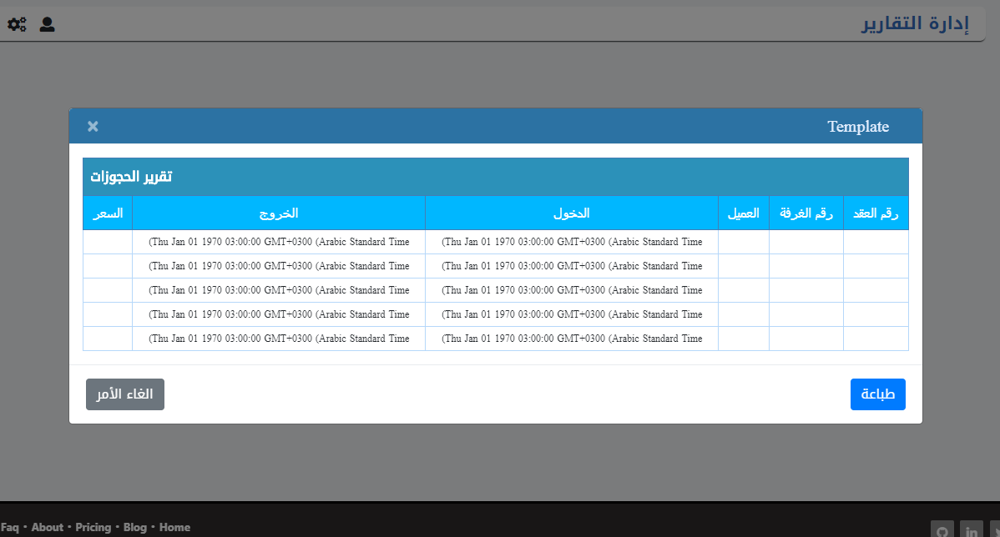 إدارة التقارير
Template ×
تقرير الحجوزات
رقم العقد رقم الغرفة العميل الدخول الخروج السعر
(Thu Jan 01 1970 03:00:00 GMT+0300 (Arabic Standard Time (Thu Jan 01 1970 03:00:00 GMT+0300 (Arabic Standard Time
(Thu Jan 01 1970 03:00:00 GMT+0300 (Arabic Standard Time (Thu Jan 01 1970 03:00:00 GMT+0300 (Arabic Standard Time
(Thu Jan 01 1970 03:00:00 GMT+0300 (Arabic Standard Time (Thu Jan 01 1970 03:00:00 GMT+0300 (Arabic Standard Time
(Thu Jan 01 1970 03:00:00 GMT+0300 (Arabic Standard Time (Thu Jan 01 1970 03:00:00 GMT+0300 (Arabic Standard Time
(Thu Jan 01 1970 03:00:00 GMT+0300 (Arabic Standard Time (Thu Jan 01 1970 03:00:00 GMT+0300 (Arabic Standard Time
طباعة الغاء الأمر
Faq · About · Pricing · Blog · Home
in